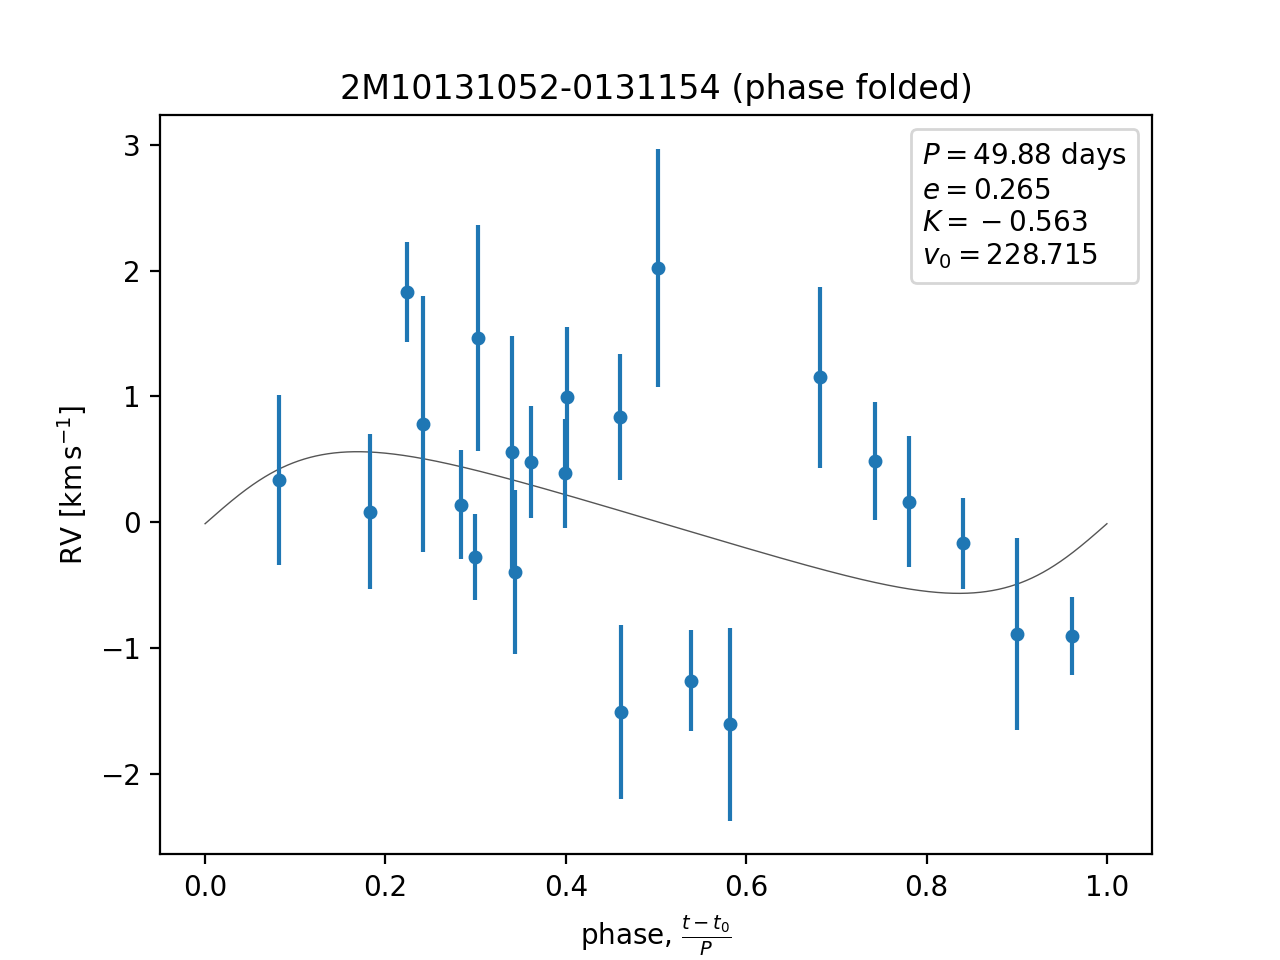 2M10131052-0131154 (phase folded)
P = 49.88 days
e = 0.265
K = −0.563
v₀ = 228.715
3
2
1
0
−1
−2
RV [km s⁻¹]
0.0 0.2 0.4 0.6 0.8 1.0
phase, (t − t₀)/P